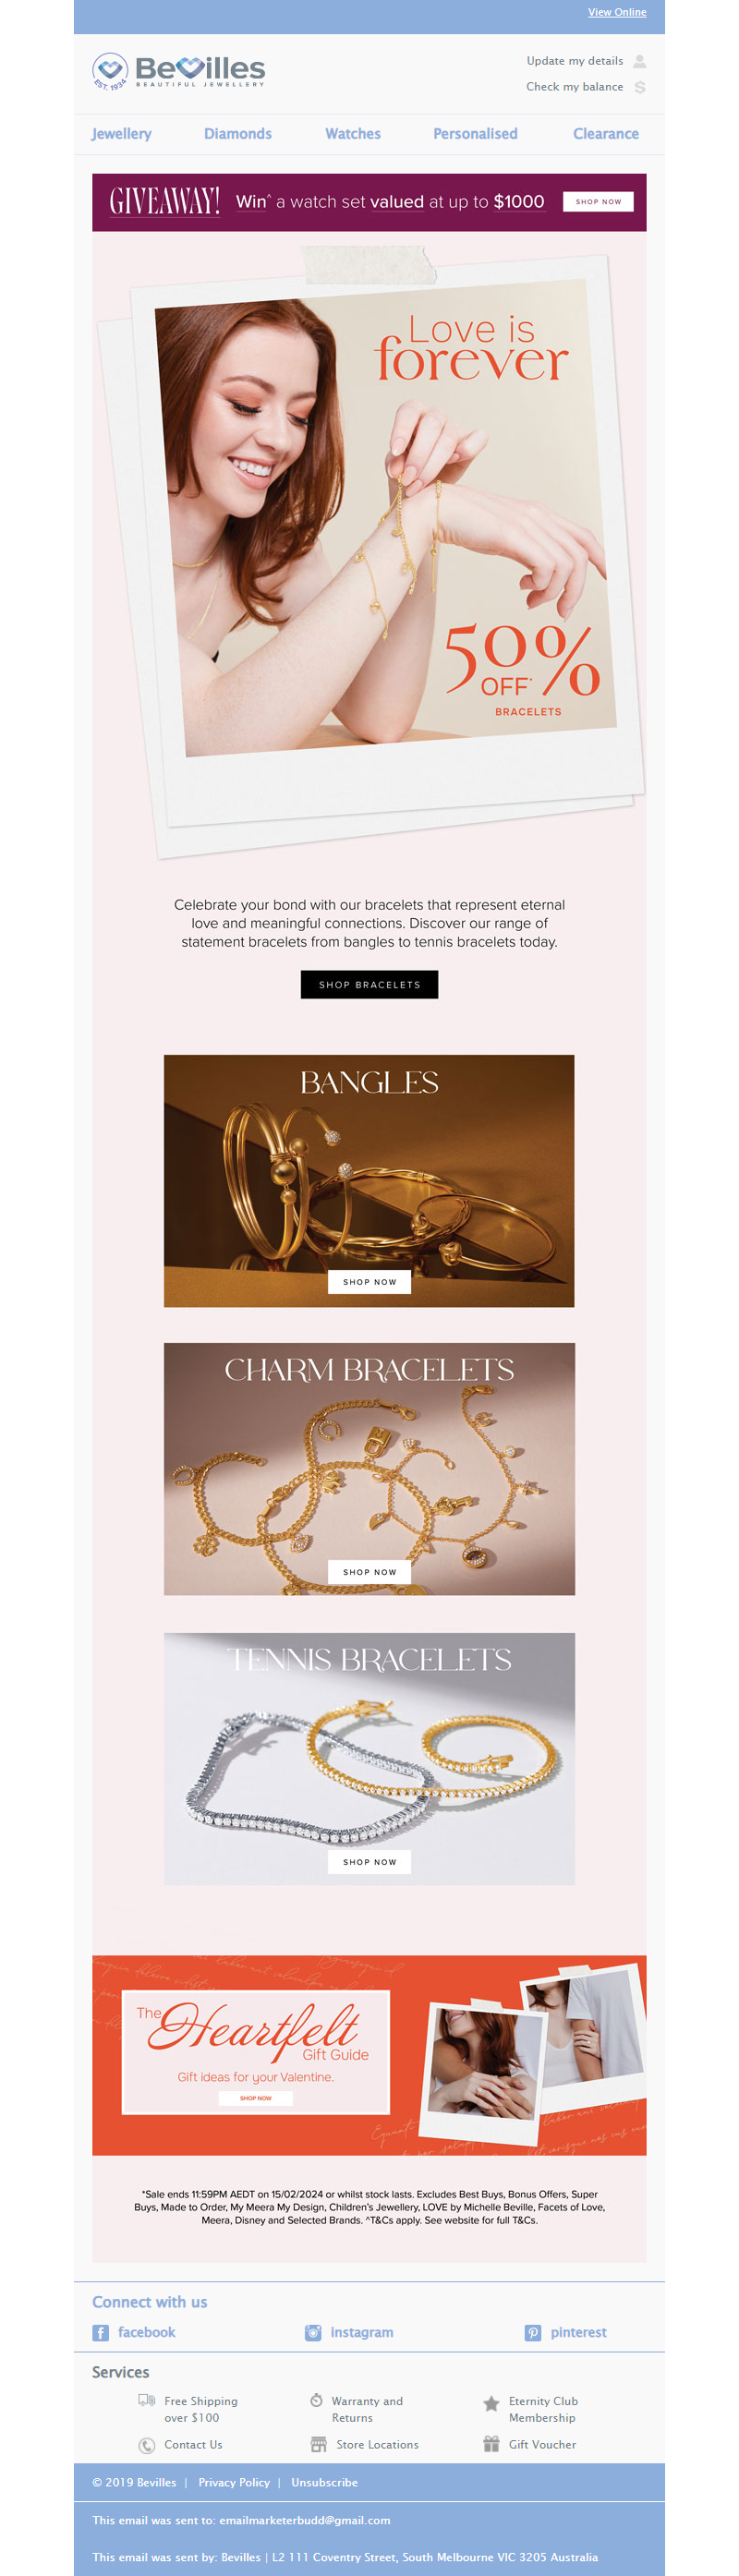 View Online
BeVilles
BEAUTIFUL JEWELLERY
EST. 1934
Update my details
Check my balance
Jewellery Diamonds Watches Personalised Clearance
GIVEAWAY! Win^ a watch set valued at up to $1000 SHOP NOW
Love is
forever
50%
OFF*
BRACELETS
Celebrate your bond with our bracelets that represent eternal
love and meaningful connections. Discover our range of
statement bracelets from bangles to tennis bracelets today.
SHOP BRACELETS
BANGLES
SHOP NOW
CHARM BRACELETS
SHOP NOW
TENNIS BRACELETS
SHOP NOW
The
Heartfelt
Gift Guide
Gift ideas for your Valentine.
SHOP NOW
*Sale ends 11:59PM AEDT on 15/02/2024 or whilst stock lasts. Excludes Best Buys, Bonus Offers, Super
Buys, Made to Order, My Meera My Design, Children's Jewellery, LOVE by Michelle Beville, Facets of Love,
Meera, Disney and Selected Brands. ^T&Cs apply. See website for full T&Cs.
Connect with us
facebook instagram pinterest
Services
Free Shipping
over $100
Warranty and
Returns
Eternity Club
Membership
Contact Us
Store Locations
Gift Voucher
© 2019 Bevilles | Privacy Policy | Unsubscribe
This email was sent to: emailmarketerbudd@gmail.com
This email was sent by: Bevilles | L2 111 Coventry Street, South Melbourne VIC 3205 Australia